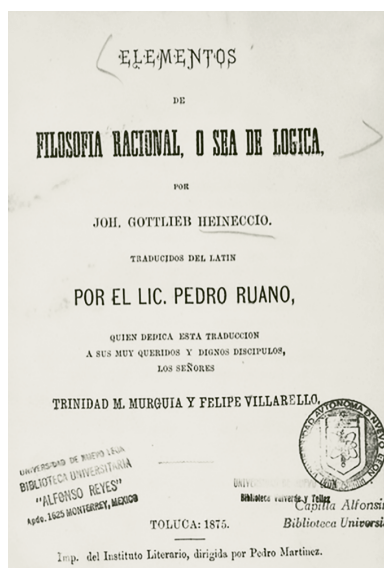 ELEMENTOS
DE
FILOSOFIA RACIONAL, O SEA DE LOGICA,
POR
JOH. GOTTLIEB HEINECCIO.
TRADUCIDOS DEL LATIN
POR EL LIC. PEDRO RUANO,
QUIEN DEDICA ESTA TRADUCCION
A SUS MUY QUERIDOS Y DIGNOS DISCIPULOS,
LOS SEÑORES
TRINIDAD M. MURGUIA Y FELIPE VILLARELLO.
UNIVERSIDAD DE NUEVO LEON
BIBLIOTECA UNIVERSITARIA
"ALFONSO REYES"
Apdo. 1625 MONTERREY, MEXICO
LEON
Biblioteca Valverde y Tellez
Capilla Alfonsin
Biblioteca Universi
TOLUCA: 1875.
Imp. del Instituto Literario, dirigida por Pedro Martinez.